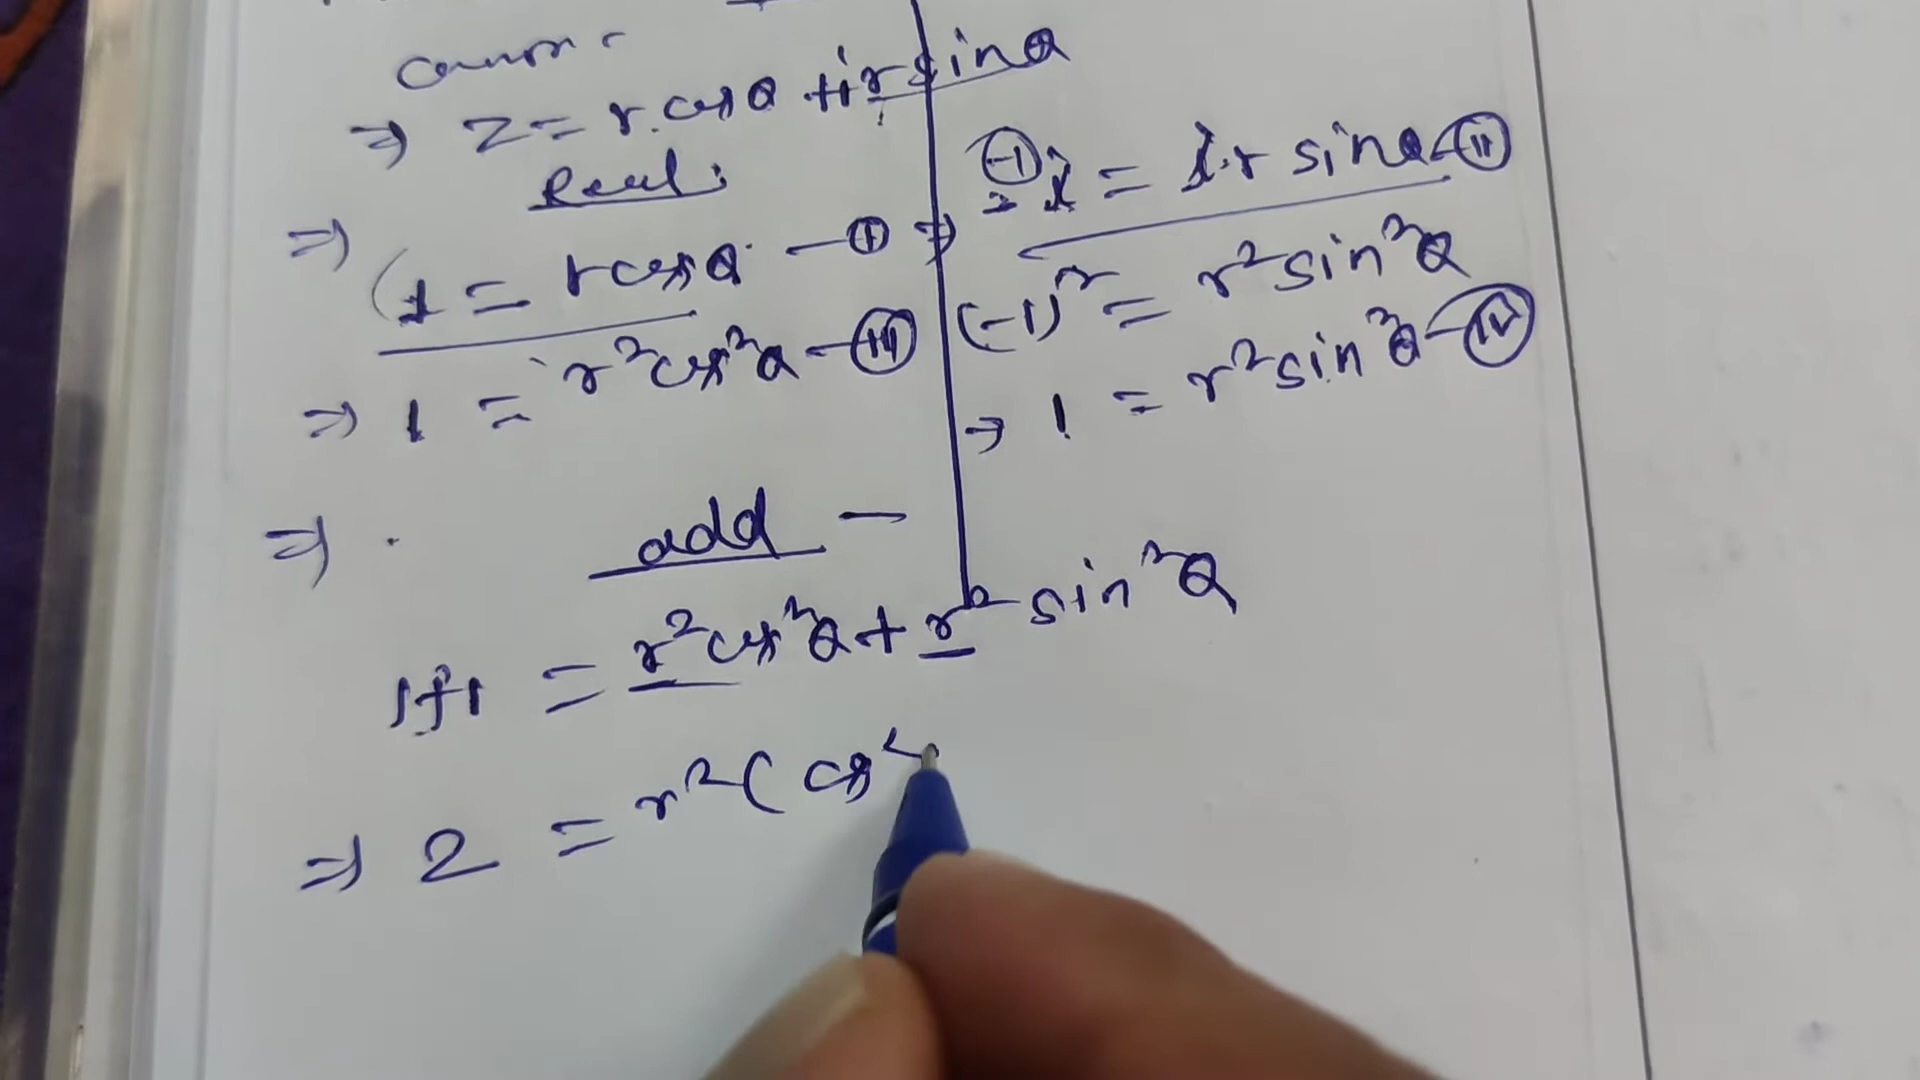 ⇒ z = r cosθ + i r sinθ
Real:
⇒ 1 = r cosθ — (I)
⇒ 1 = r²cos²θ — (III)
⇒ (-1) -i = i.r sinθ — (II)
(-1)² = r²sin²θ
→ 1 = r²sin²θ — (IV)
⇒ . add —
1+1 = r²cos²θ + r² sin²θ
⇒ 2 = r²( cos²